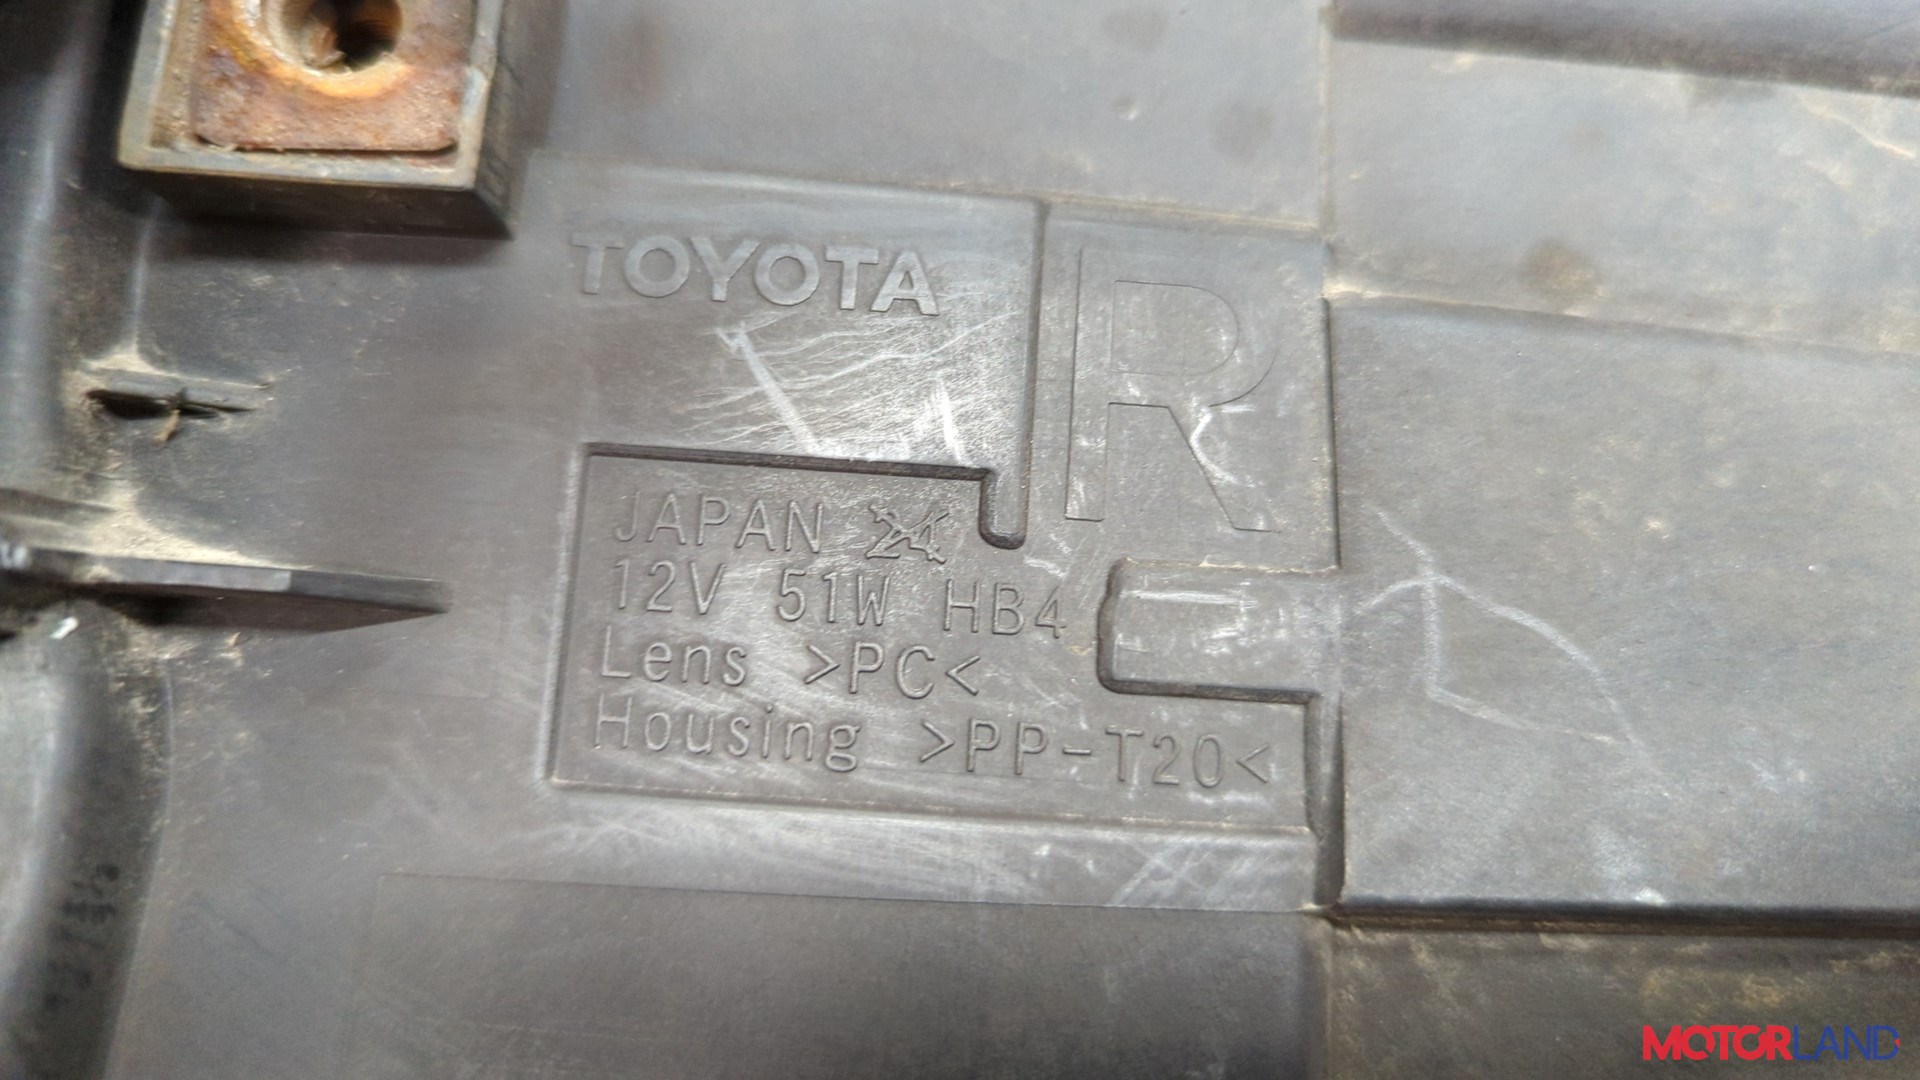 TOYOTA
R
JAPAN
12V 51W HB4
Lens >PC<
Housing >PP-T20<
MOTORLAND